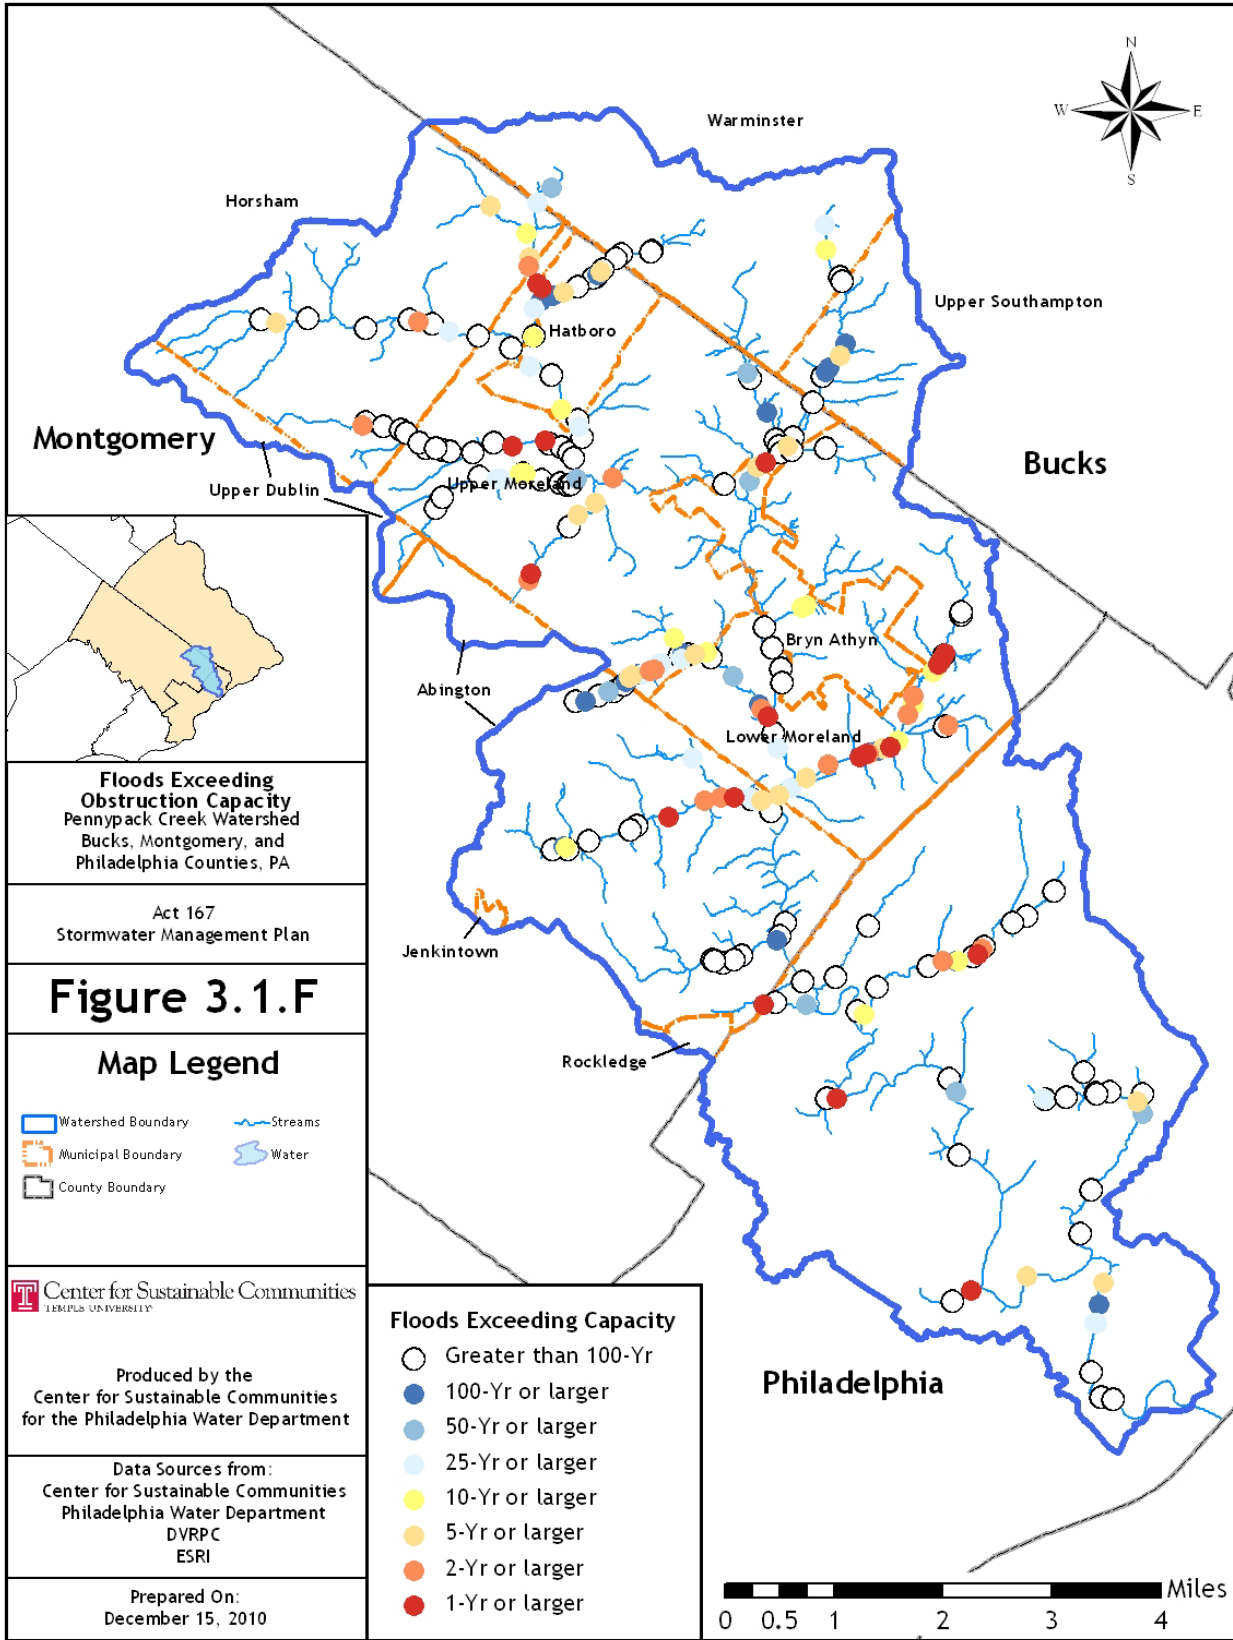 N
W
E
S
Warminster
Horsham
Upper Southampton
Hatboro
Montgomery
Bucks
Upper Dublin
Upper Moreland
Bryn Athyn
Abington
Lower Moreland
Jenkintown
Rockledge
Philadelphia
Floods Exceeding
Obstruction Capacity
Pennypack Creek Watershed
Bucks, Montgomery, and
Philadelphia Counties, PA
Act 167
Stormwater Management Plan
Figure 3.1.F
Map Legend
Watershed Boundary
Streams
Municipal Boundary
Water
County Boundary
Center for Sustainable Communities
TEMPLE UNIVERSITY
Produced by the
Center for Sustainable Communities
for the Philadelphia Water Department
Data Sources from:
Center for Sustainable Communities
Philadelphia Water Department
DVRPC
ESRI
Prepared On:
December 15, 2010
Floods Exceeding Capacity
Greater than 100-Yr
100-Yr or larger
50-Yr or larger
25-Yr or larger
10-Yr or larger
5-Yr or larger
2-Yr or larger
1-Yr or larger
Miles
0 0.5 1 2 3 4